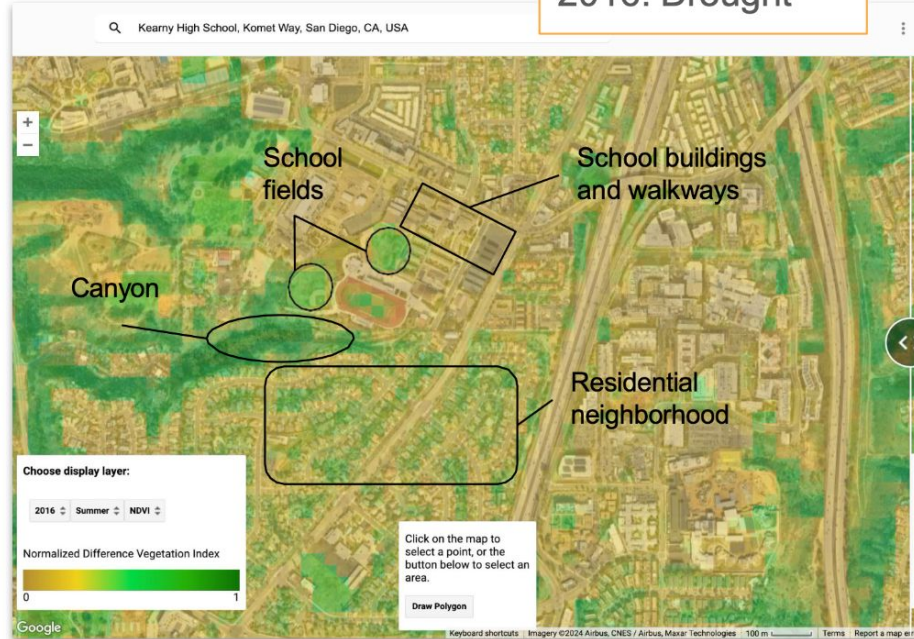 2016: Drought
Kearny High School, Komet Way, San Diego, CA, USA
+
−
School
fields
School buildings
and walkways
Canyon
Residential
neighborhood
Choose display layer:
2016 Summer NDVI
Normalized Difference Vegetation Index
0 1
Click on the map to
select a point, or the
button below to select an
area.
Draw Polygon
Google
Keyboard shortcuts Imagery ©2024 Airbus, CNES / Airbus, Maxar Technologies 100 m Terms Report a map